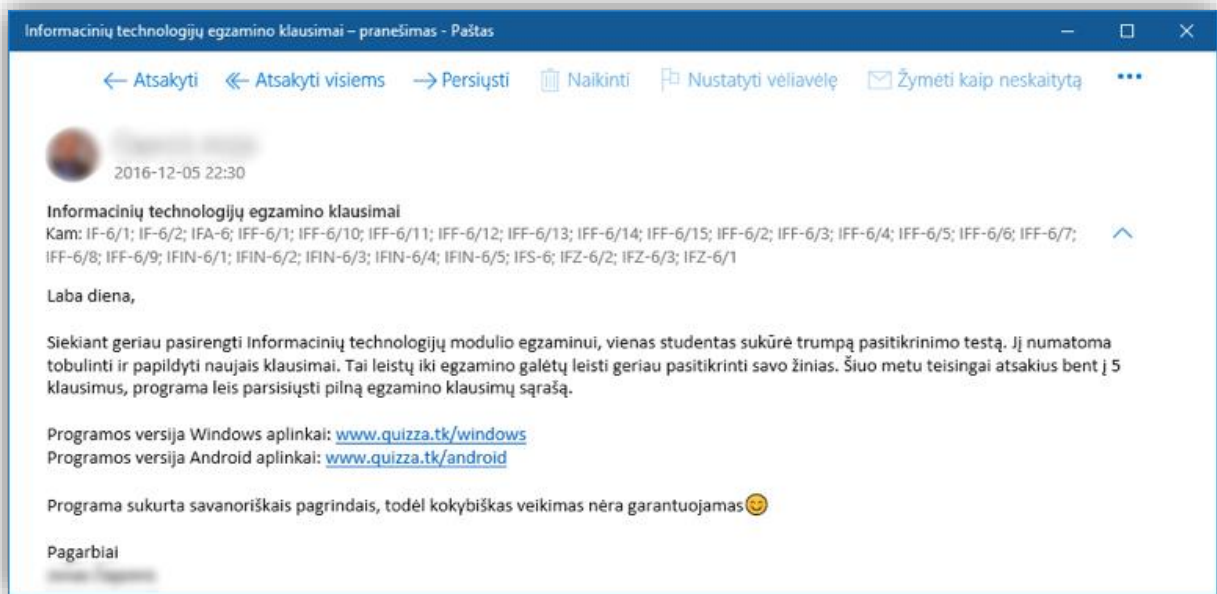 Informacinių technologijų egzamino klausimai – pranešimas - Paštas
Atsakyti Atsakyti visiems Persiųsti Naikinti Nustatyti vėliavėlę Žymėti kaip neskaitytą
2016-12-05 22:30
Informacinių technologijų egzamino klausimai
Kam: IF-6/1; IF-6/2; IFA-6; IFF-6/1; IFF-6/10; IFF-6/11; IFF-6/12; IFF-6/13; IFF-6/14; IFF-6/15; IFF-6/2; IFF-6/3; IFF-6/4; IFF-6/5; IFF-6/6; IFF-6/7;
IFF-6/8; IFF-6/9; IFIN-6/1; IFIN-6/2; IFIN-6/3; IFIN-6/4; IFIN-6/5; IFS-6; IFZ-6/2; IFZ-6/3; IFZ-6/1
Laba diena,
Siekiant geriau pasirengti Informacinių technologijų modulio egzaminui, vienas studentas sukūrė trumpą pasitikrinimo testą. Jį numatoma
tobulinti ir papildyti naujais klausimai. Tai leistų iki egzamino galėtų leisti geriau pasitikrinti savo žinias. Šiuo metu teisingai atsakius bent į 5
klausimus, programa leis parsisiųsti pilną egzamino klausimų sąrašą.
Programos versija Windows aplinkai: www.quizza.tk/windows
Programos versija Android aplinkai: www.quizza.tk/android
Programa sukurta savanoriškais pagrindais, todėl kokybiškas veikimas nėra garantuojamas😊
Pagarbiai